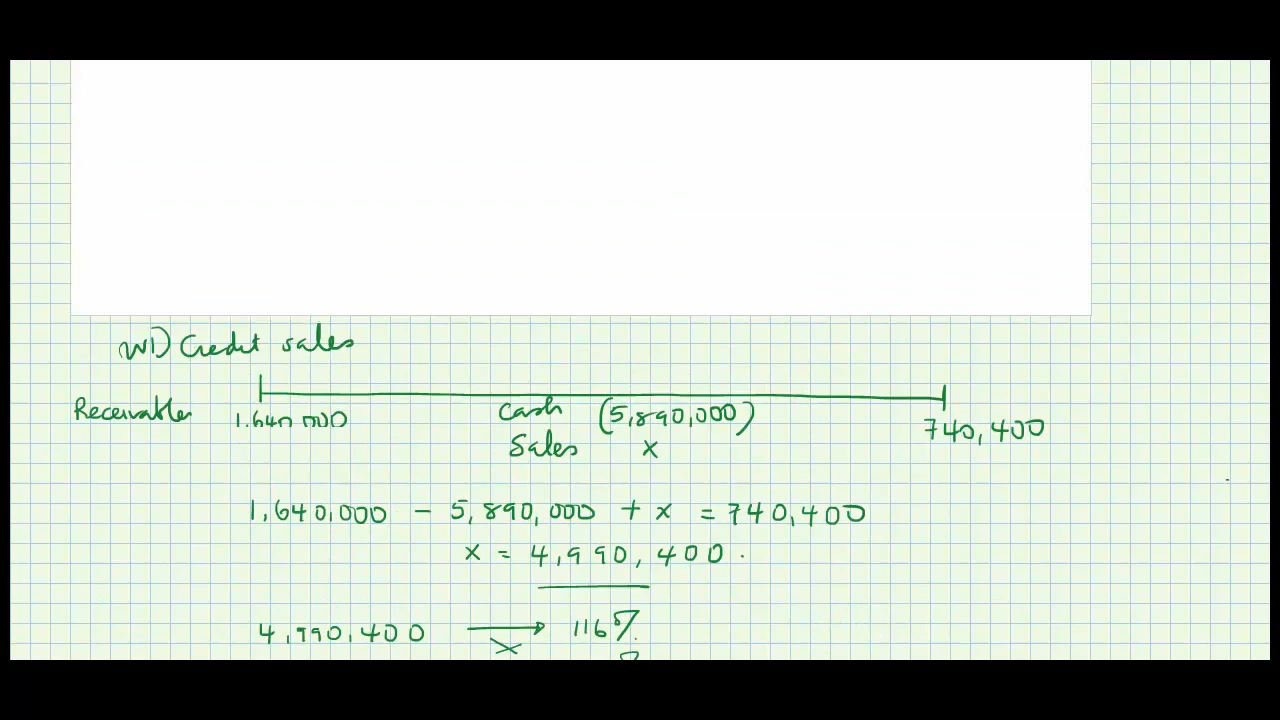 W1) Credit sales
Receivables 1,640,000 Cash (5,890,000) 740,400
Sales x
1,640,000 - 5,890,000 + x = 740,400
x = 4,990,400.
4,990,400 → 116%